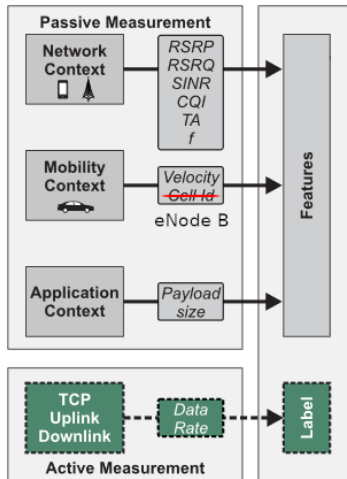 Passive Measurement
Network
Context
RSRP
RSRQ
SINR
CQI
TA
f
Mobility
Context
Velocity
Cell Id
eNode B
Application
Context
Payload
size
Features
TCP
Uplink
Downlink
Data
Rate
Label
Active Measurement